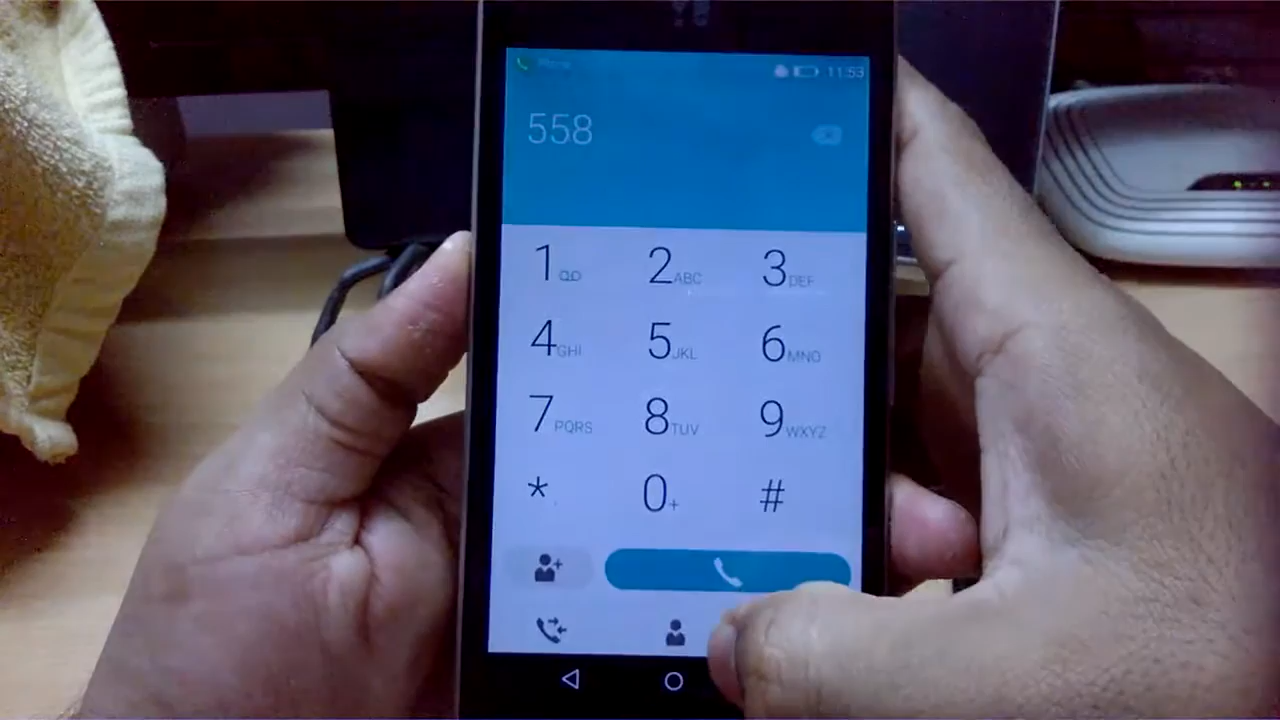 Phone 11:53
558
1 2 ABC 3 DEF
4 GHI 5 JKL 6 MNO
7 PQRS 8 TUV 9 WXYZ
* 0 + #